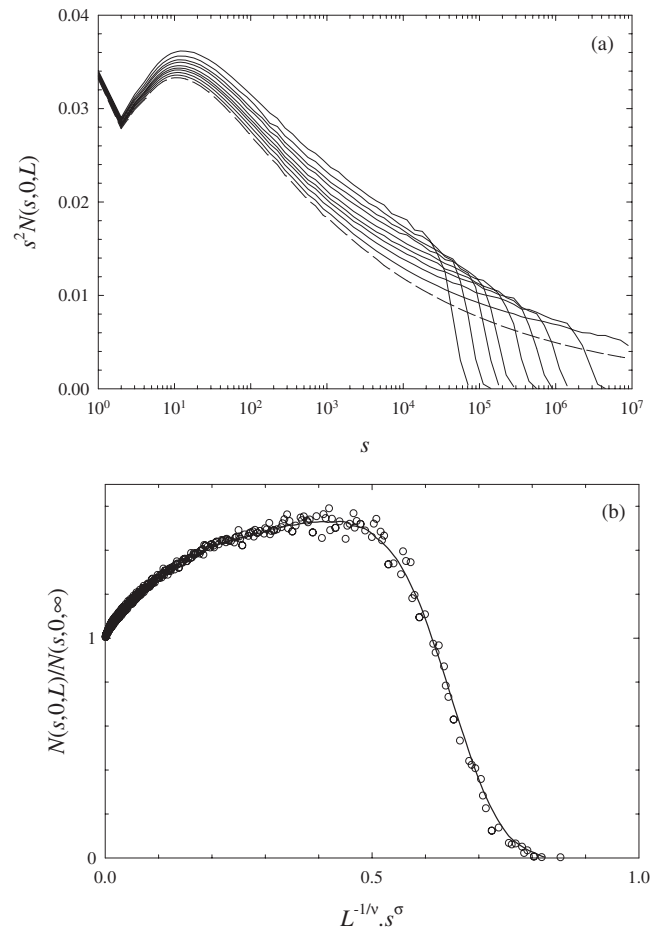 0.04
(a)
0.03
0.02
0.01
0.00
s²N(s,0,L)
10⁰ 10¹ 10² 10³ 10⁴ 10⁵ 10⁶ 10⁷
s
(b)
1
0
N(s,0,L)/N(s,0,∞)
0.0 0.5 1.0
L⁻¹/ᵛ.s^σ